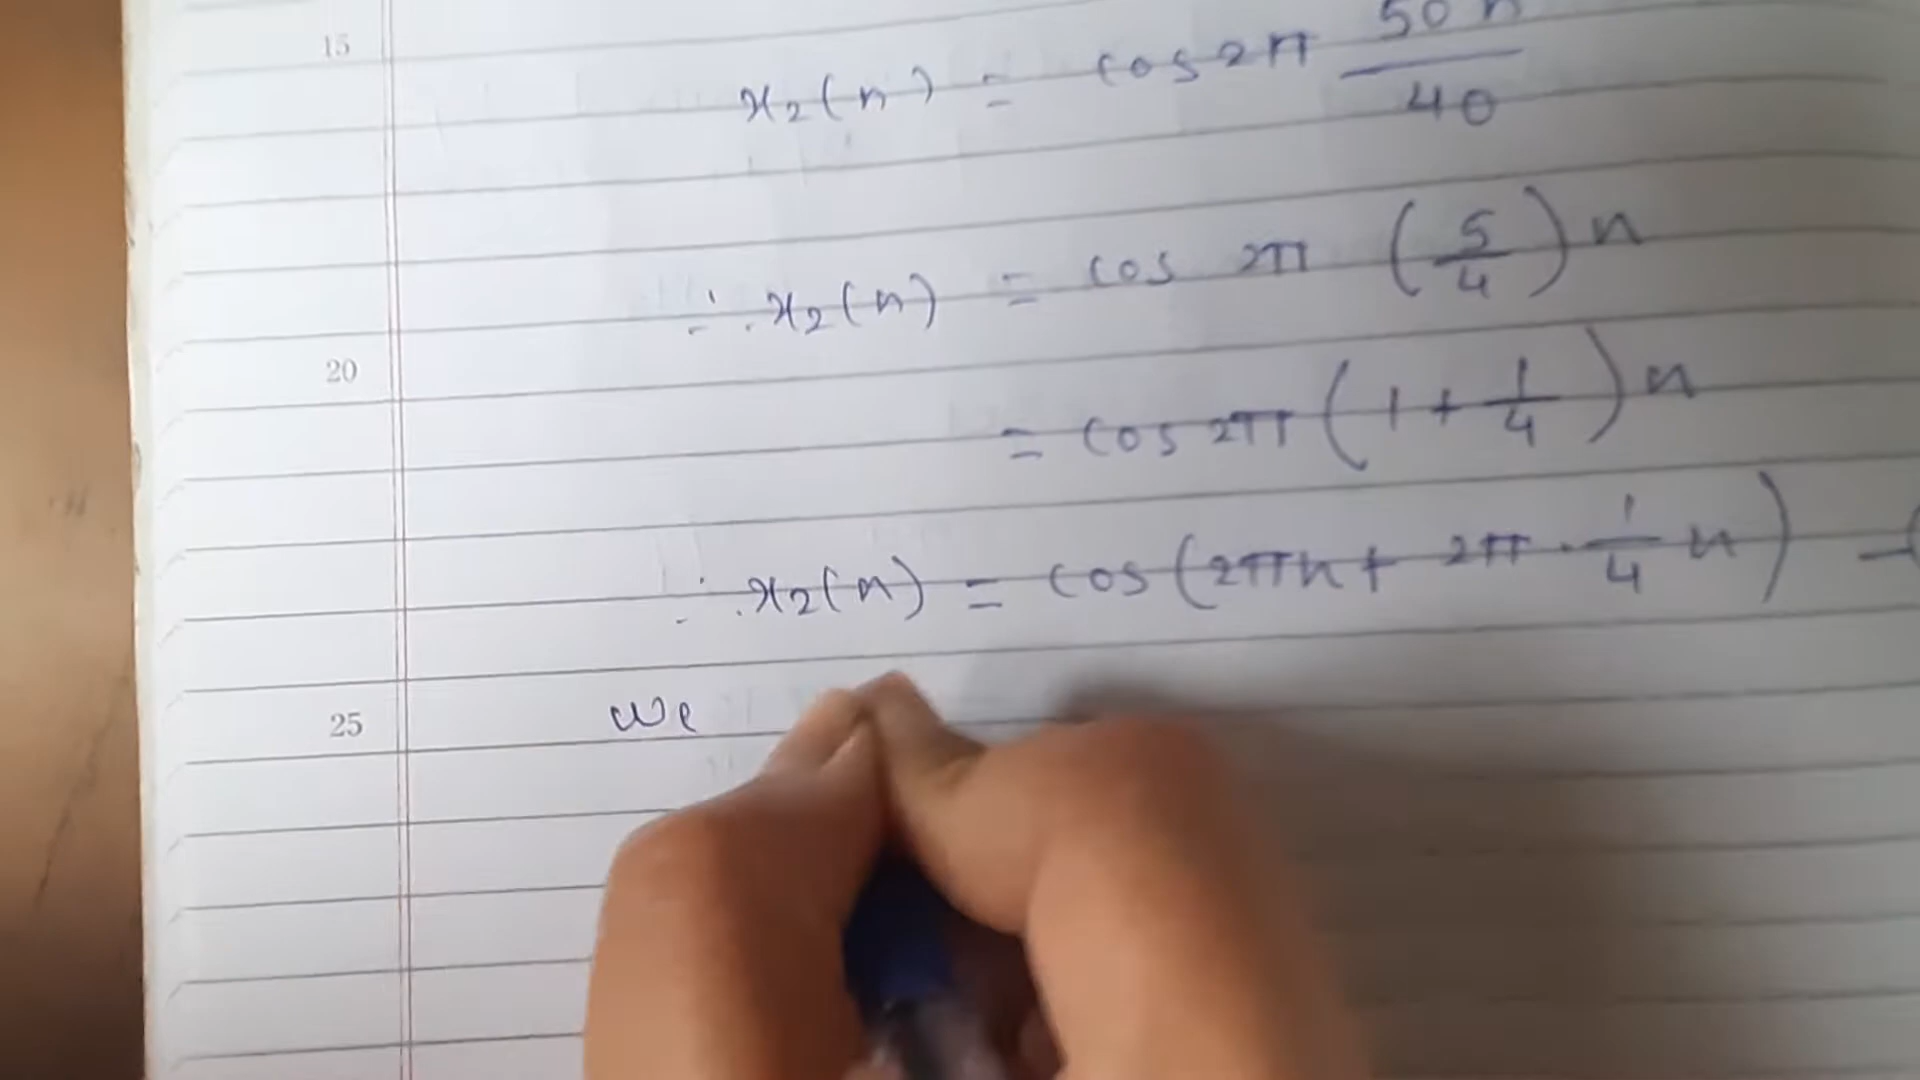 15
x₂(n) = cos 2π 50n/40
∴ x₂(n) = cos 2π (5/4)n
20
= cos 2π (1 + 1/4)n
∴ x₂(n) = cos(2πn + 2π · 1/4 n) — (
25 We